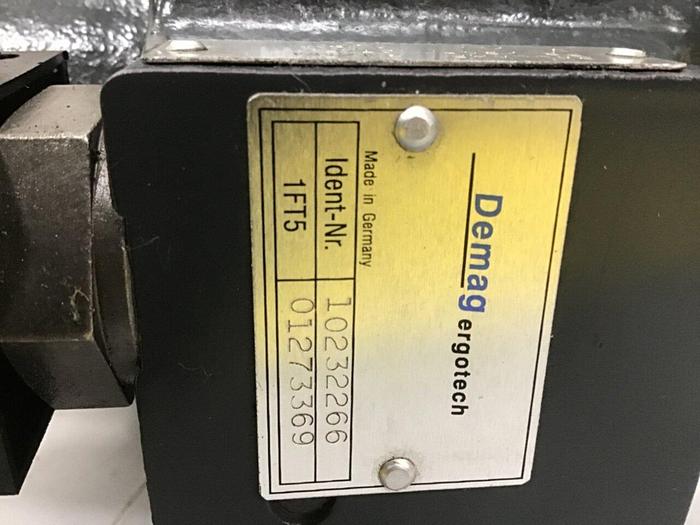 Demag ergotech
Made in Germany
Ident-Nr. 10232266
1FT5 01273369